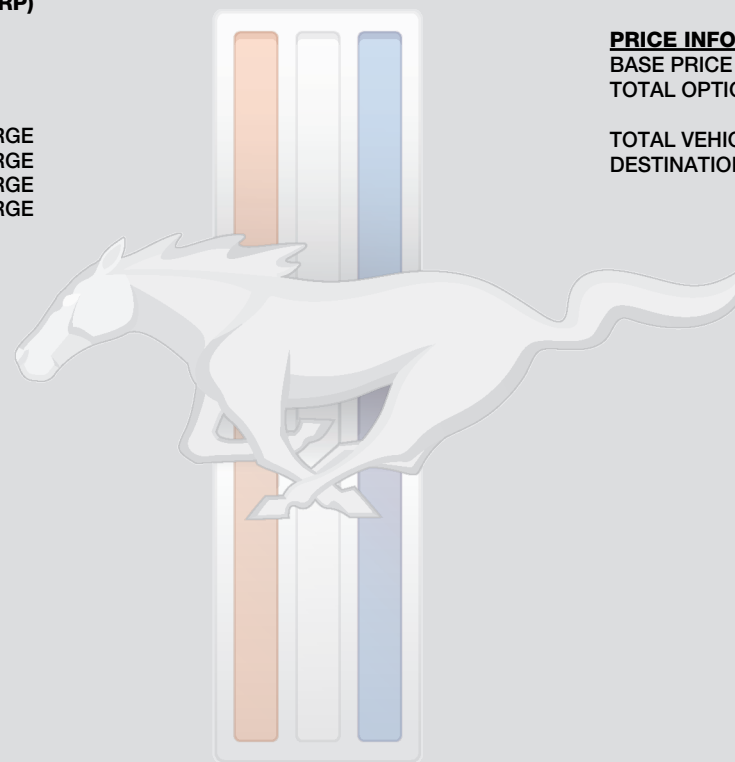 RP)
RGE
RGE
RGE
RGE
PRICE INFO
BASE PRICE
TOTAL OPTIO
TOTAL VEHIC
DESTINATION